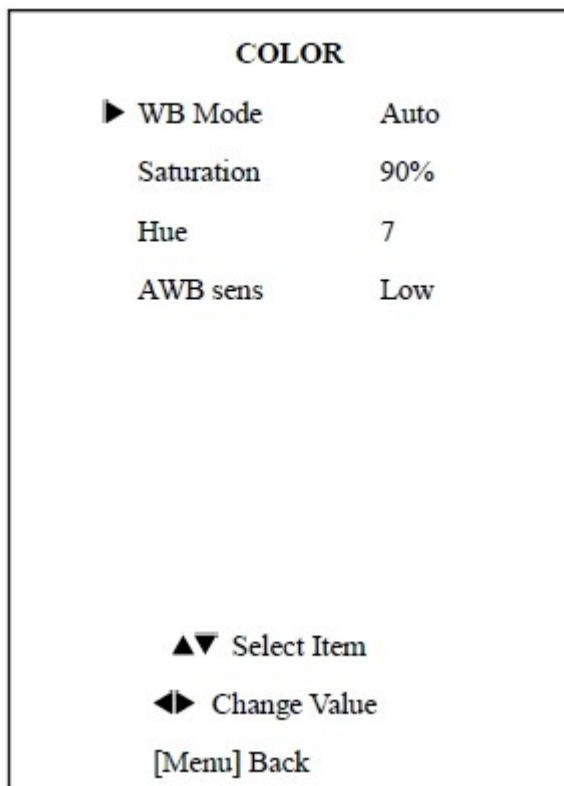 COLOR
▶ WB Mode Auto
Saturation 90%
Hue 7
AWB sens Low
▲▼ Select Item
◀▶ Change Value
[Menu] Back